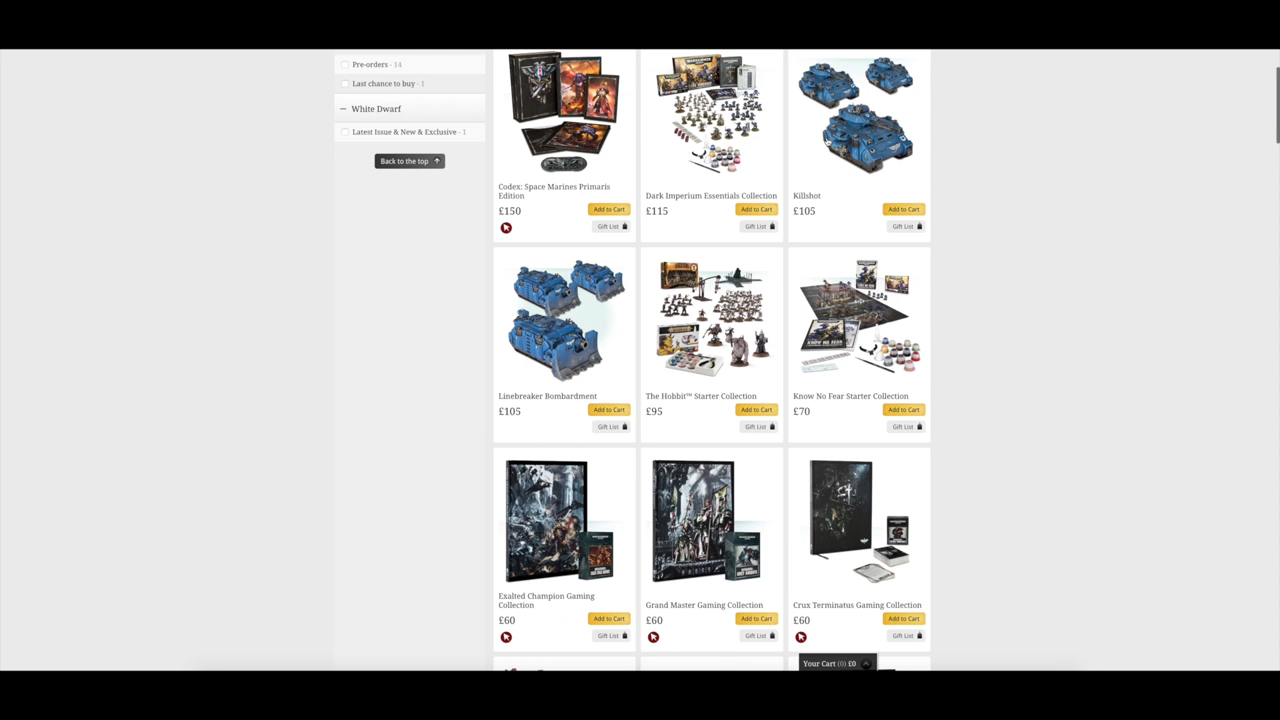 Pre-orders - 14
Last chance to buy - 1
White Dwarf
Latest Issue & New & Exclusive - 1
Back to the top
Codex: Space Marines Primaris
Edition
£150
Add to Cart
Gift List
Dark Imperium Essentials Collection
£115
Add to Cart
Gift List
Killshot
£105
Add to Cart
Gift List
Linebreaker Bombardment
£105
Add to Cart
Gift List
The Hobbit™ Starter Collection
£95
Add to Cart
Gift List
KNOW NO FEAR
Know No Fear Starter Collection
£70
Add to Cart
Gift List
Exalted Champion Gaming
Collection
£60
Add to Cart
Gift List
Grand Master Gaming Collection
£60
Add to Cart
Gift List
Crux Terminatus Gaming Collection
£60
Add to Cart
Gift List
Your Cart (0) £0